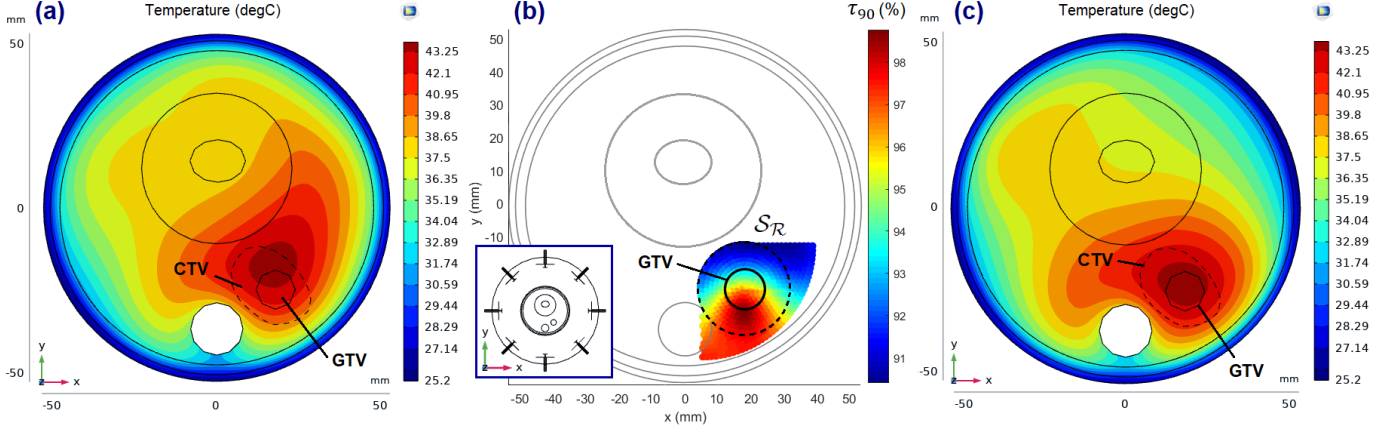 (a)
Temperature (degC)
mm
50
0
-50
-50
0
50
mm
y
z
x
CTV
GTV
43.25
42.1
40.95
39.8
38.65
37.5
36.34
35.19
34.04
32.89
31.74
30.59
29.44
28.29
27.14
25.2
(b)
τ90 (%)
50
40
30
20
10
0
-10
y (mm)
-50
-40
-30
-20
-10
0
10
20
30
40
50
x (mm)
GTV
S_R
y
z
x
98
97
96
95
94
93
92
91
(c)
Temperature (degC)
mm
50
0
-50
-50
0
50
mm
y
z
x
CTV
GTV
43.25
42.1
40.95
39.8
38.65
37.5
36.34
35.19
34.04
32.89
31.74
30.59
29.44
28.29
27.14
25.2